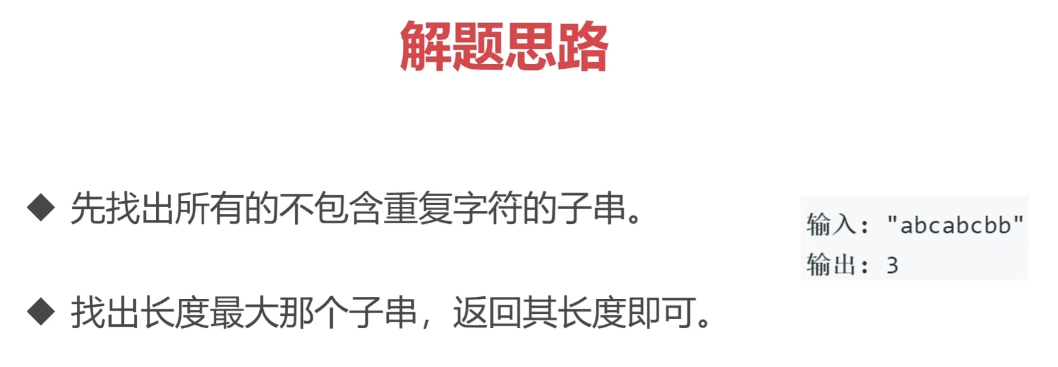 解题思路
◆ 先找出所有的不包含重复字符的子串。
输入: "abcabcbb"
输出: 3
◆ 找出长度最大那个子串，返回其长度即可。